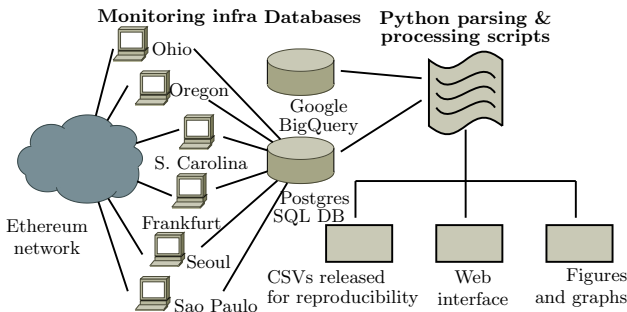 Monitoring infra
Databases
Python parsing &
processing scripts
Ohio
Oregon
S. Carolina
Frankfurt
Seoul
Sao Paulo
Ethereum
network
Google
BigQuery
Postgres
SQL DB
CSVs released
for reproducibility
Web
interface
Figures
and graphs